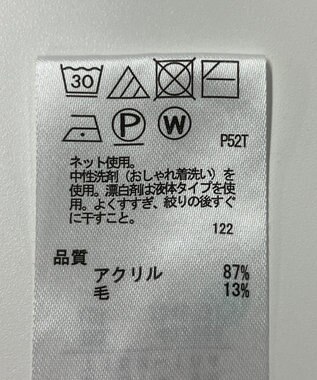 30
P W P52T
ネット使用。
中性洗剤（おしゃれ着洗い）を
使用。漂白剤は液体タイプを使
用。よくすすぎ、絞りの後すぐ
に干すこと。
122
品質
アクリル 87%
毛 13%